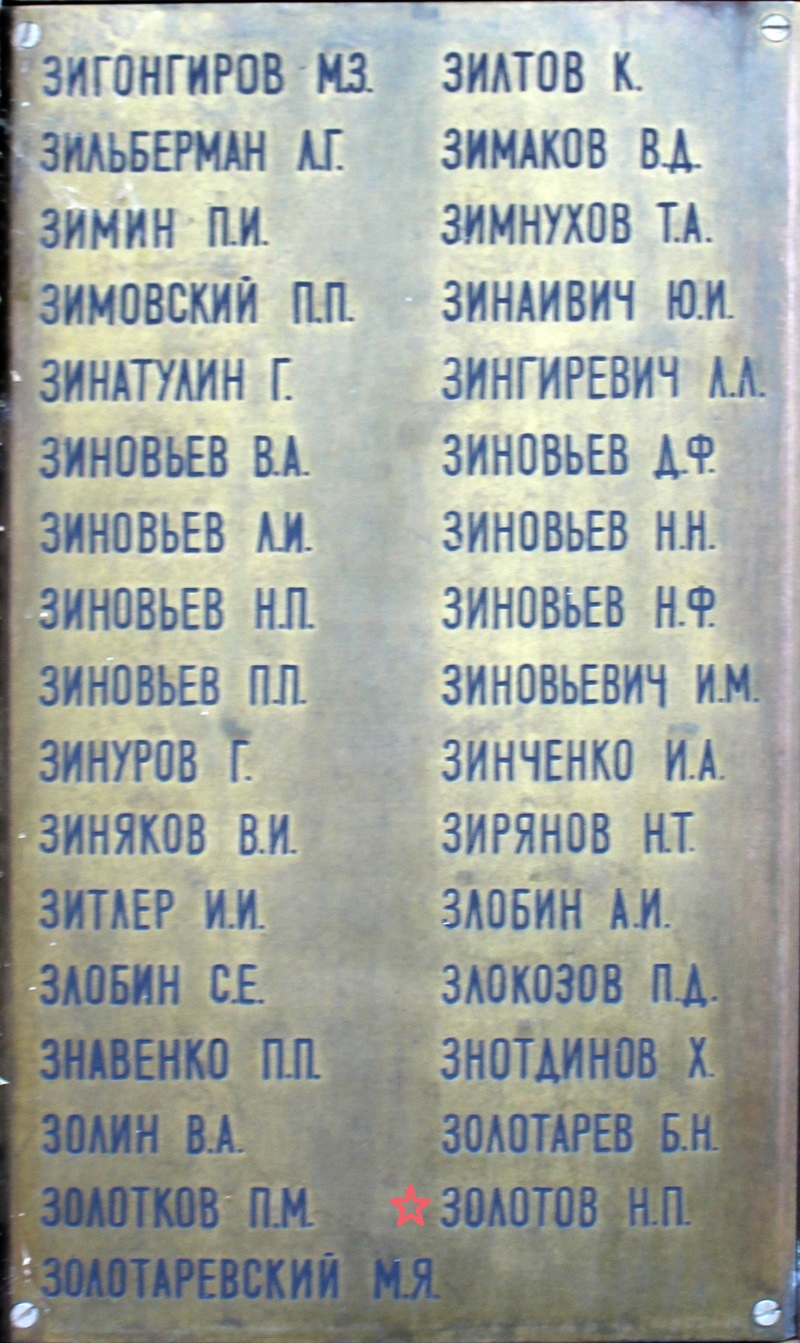 ЗИГОНГИРОВ М.З.
ЗИЛЬБЕРМАН Л.Г.
ЗИМИН П.И.
ЗИМОВСКИЙ П.П.
ЗИНАТУЛИН Г.
ЗИНОВЬЕВ В.А.
ЗИНОВЬЕВ Л.И.
ЗИНОВЬЕВ Н.П.
ЗИНОВЬЕВ П.П.
ЗИНУРОВ Г.
ЗИНЯКОВ В.И.
ЗИТЛЕР И.И.
ЗЛОБИН С.Е.
ЗНАВЕНКО П.П.
ЗОЛИН В.А.
ЗОЛОТКОВ П.М.
ЗОЛОТАРЕВСКИЙ М.Я.
ЗИЛТОВ К.
ЗИМАКОВ В.Д.
ЗИМНУХОВ Т.А.
ЗИНАИВИЧ Ю.И.
ЗИНГИРЕВИЧ Л.Л.
ЗИНОВЬЕВ Д.Ф.
ЗИНОВЬЕВ Н.Н.
ЗИНОВЬЕВ Н.Ф.
ЗИНОВЬЕВИЧ И.М.
ЗИНЧЕНКО И.А.
ЗИРЯНОВ Н.Т.
ЗЛОБИН А.И.
ЗЛОКОЗОВ П.Д.
ЗНОТДИНОВ Х.
ЗОЛОТАРЕВ Б.Н.
ЗОЛОТОВ Н.П.